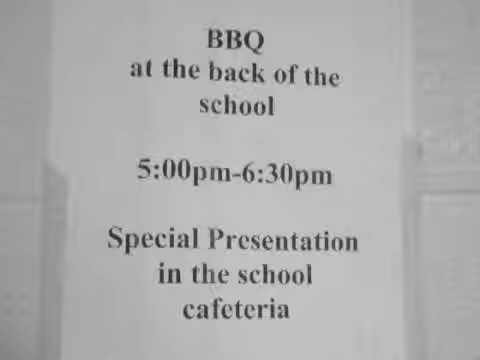 BBQ
at the back of the
school
5:00pm-6:30pm
Special Presentation
in the school
cafeteria